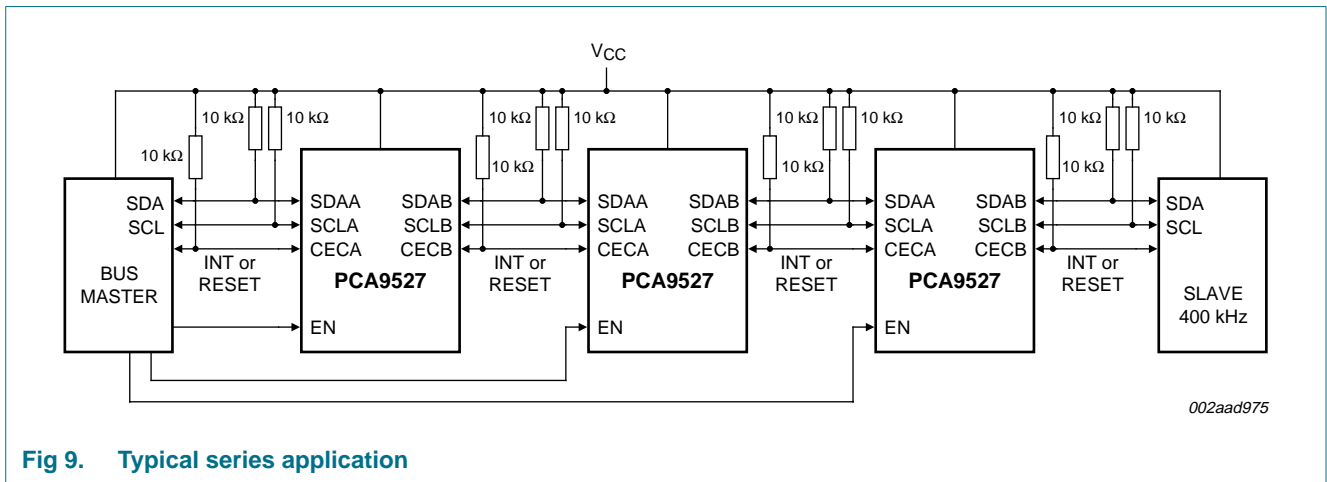 VCC
10 kΩ 10 kΩ 10 kΩ 10 kΩ 10 kΩ 10 kΩ 10 kΩ 10 kΩ
10 kΩ 10 kΩ 10 kΩ 10 kΩ
SDA SDAA SDAB SDAA SDAB SDAA SDAB SDA
SCL SCLA SCLB SCLA SCLB SCLA SCLB SCL
CECA CECB CECA CECB CECA CECB
INT or INT or INT or INT or
RESET RESET RESET RESET
BUS
MASTER
PCA9527 PCA9527 PCA9527
SLAVE
400 kHz
EN EN EN
002aad975
Fig 9. Typical series application